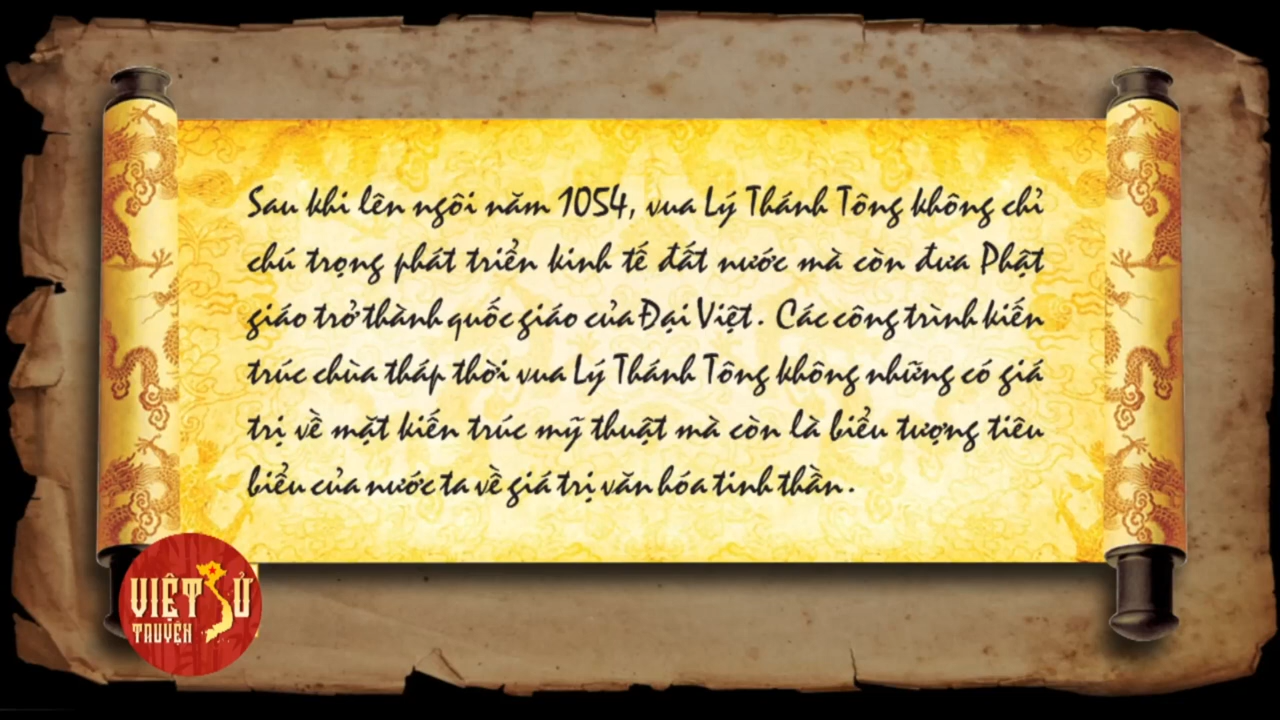 Sau khi lên ngôi năm 1054, vua Lý Thánh Tông không chỉ
chú trọng phát triển kinh tế đất nước mà còn đưa Phật
giáo trở thành quốc giáo của Đại Việt. Các công trình kiến
trúc chùa tháp thời vua Lý Thánh Tông không những có giá
trị về mặt kiến trúc mỹ thuật mà còn là biểu tượng tiêu
biểu của nước ta về giá trị văn hóa tinh thần.
VIỆT SỬ
TRUYỆN